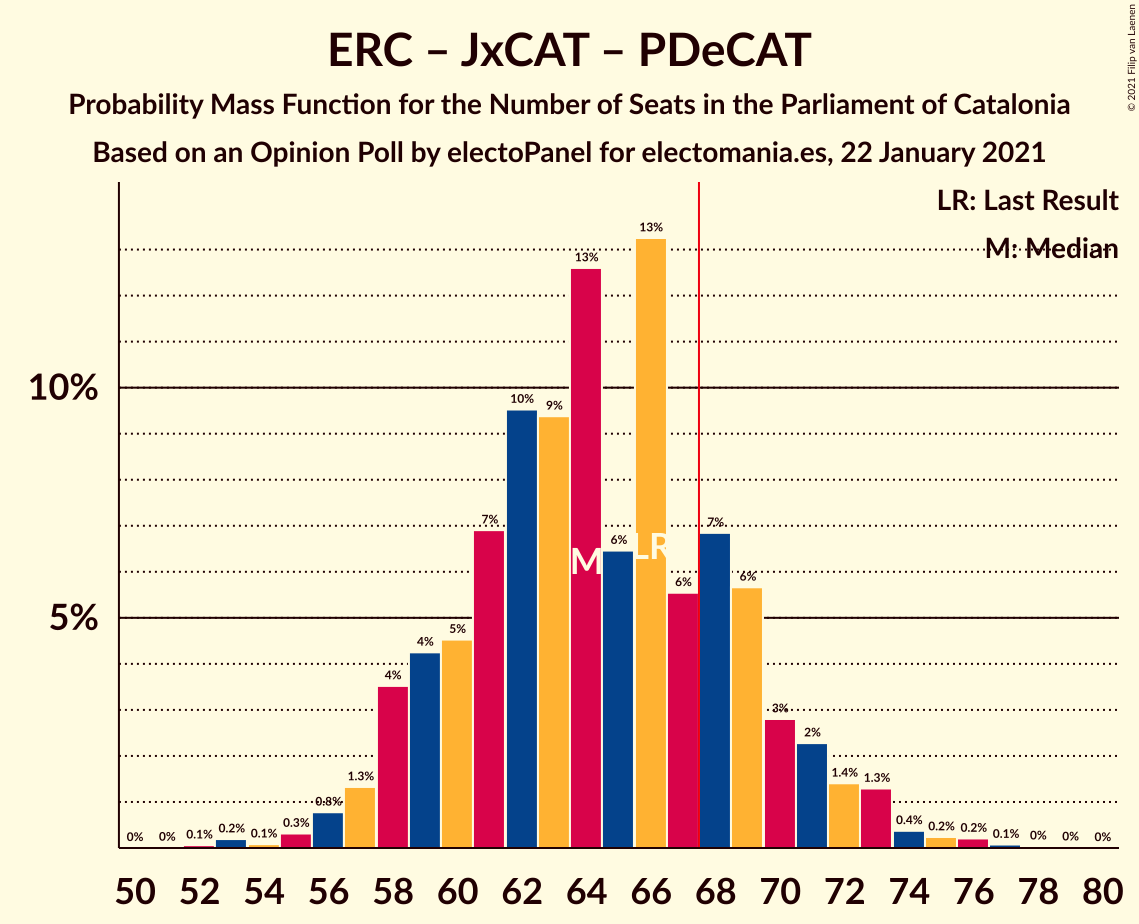 ERC – JxCAT – PDeCAT
Probability Mass Function for the Number of Seats in the Parliament of Catalonia
Based on an Opinion Poll by electoPanel for electomania.es, 22 January 2021
© 2021 Filip van Laenen
LR: Last Result
M: Median
10%
5%
0% 0% 0.1% 0.2% 0.1% 0.3% 0.8% 1.3% 4% 4% 5% 7% 10% 9% 13% 6% 13% 6% 7% 6% 3% 2% 1.4% 1.3% 0.4% 0.2% 0.2% 0.1% 0% 0% 0%
M LR
50 52 54 56 58 60 62 64 66 68 70 72 74 76 78 80